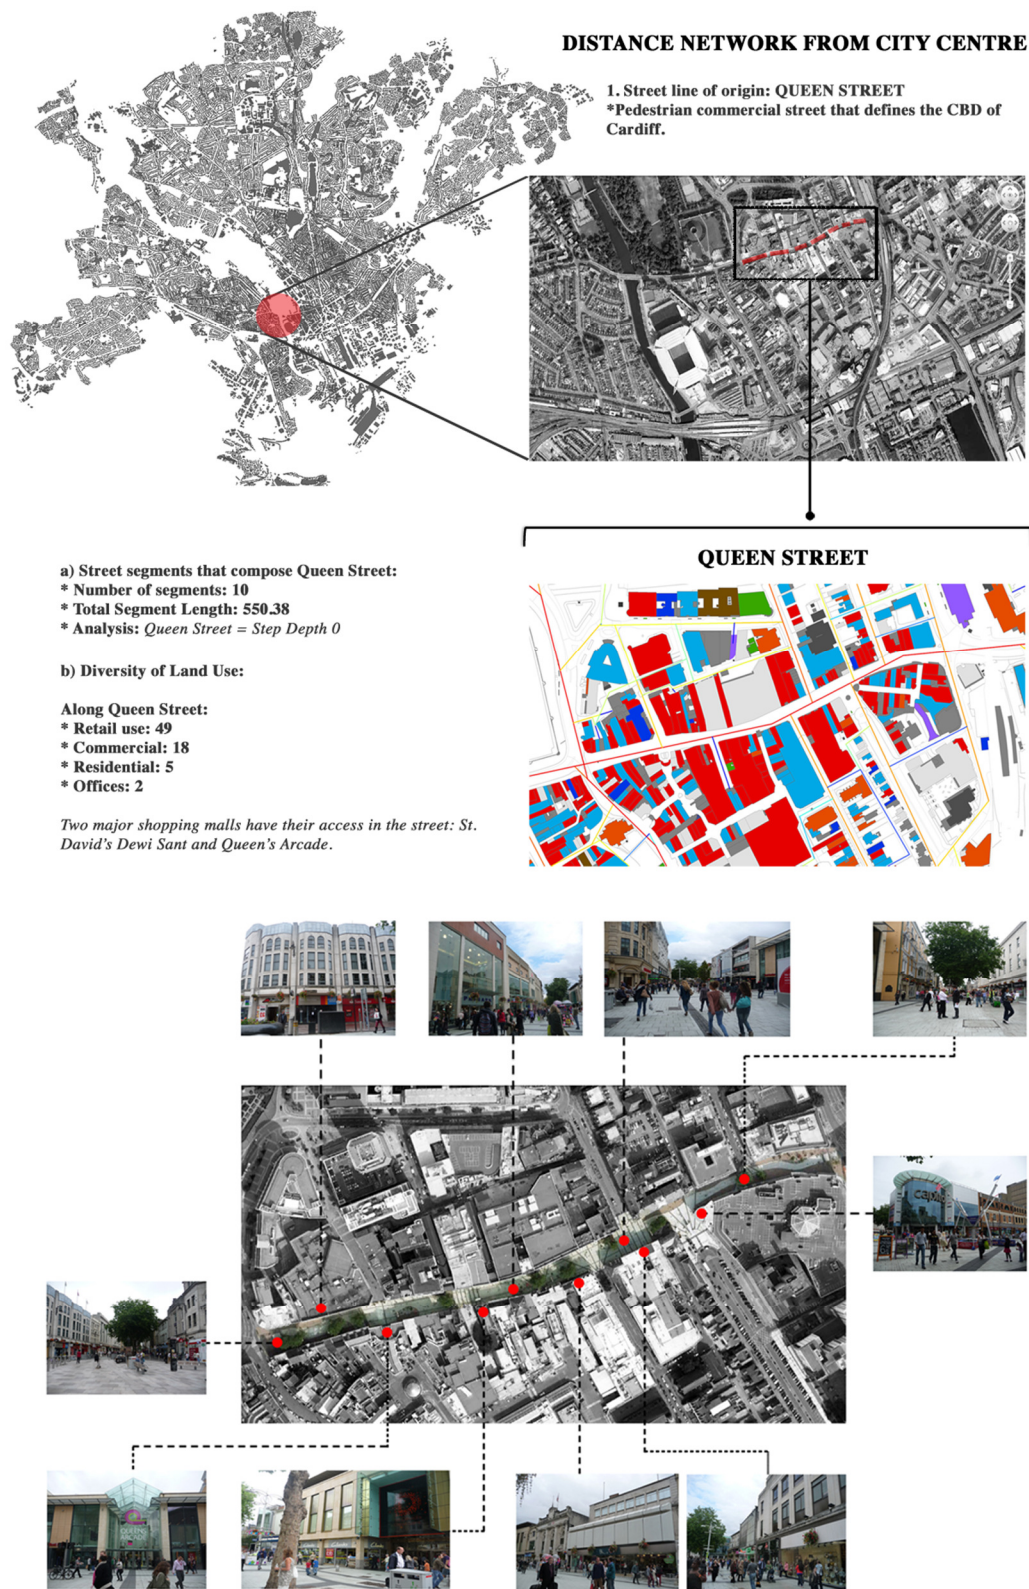 DISTANCE NETWORK FROM CITY CENTRE
1. Street line of origin: QUEEN STREET
*Pedestrian commercial street that defines the CBD of
Cardiff.
QUEEN STREET
a) Street segments that compose Queen Street:
* Number of segments: 10
* Total Segment Length: 550.38
* Analysis: Queen Street = Step Depth 0
b) Diversity of Land Use:
Along Queen Street:
* Retail use: 49
* Commercial: 18
* Residential: 5
* Offices: 2
Two major shopping malls have their access in the street: St.
David's Dewi Sant and Queen's Arcade.
QUEENS
ARCADE